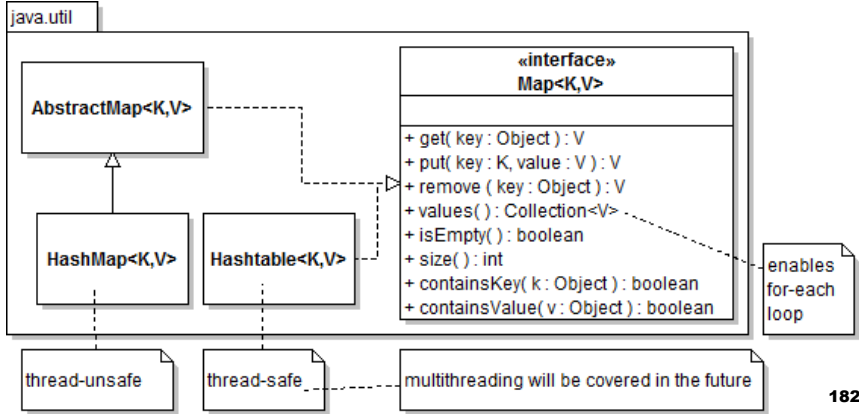 java.util
AbstractMap<K,V>
HashMap<K,V>
Hashtable<K,V>
«interface»
Map<K,V>
+ get( key : Object ) : V
+ put( key : K, value : V ) : V
+ remove ( key : Object ) : V
+ values( ) : Collection<V>
+ isEmpty( ) : boolean
+ size( ) : int
+ containsKey( k : Object ) : boolean
+ containsValue( v : Object ) : boolean
enables
for-each
loop
thread-unsafe
thread-safe
multithreading will be covered in the future
182